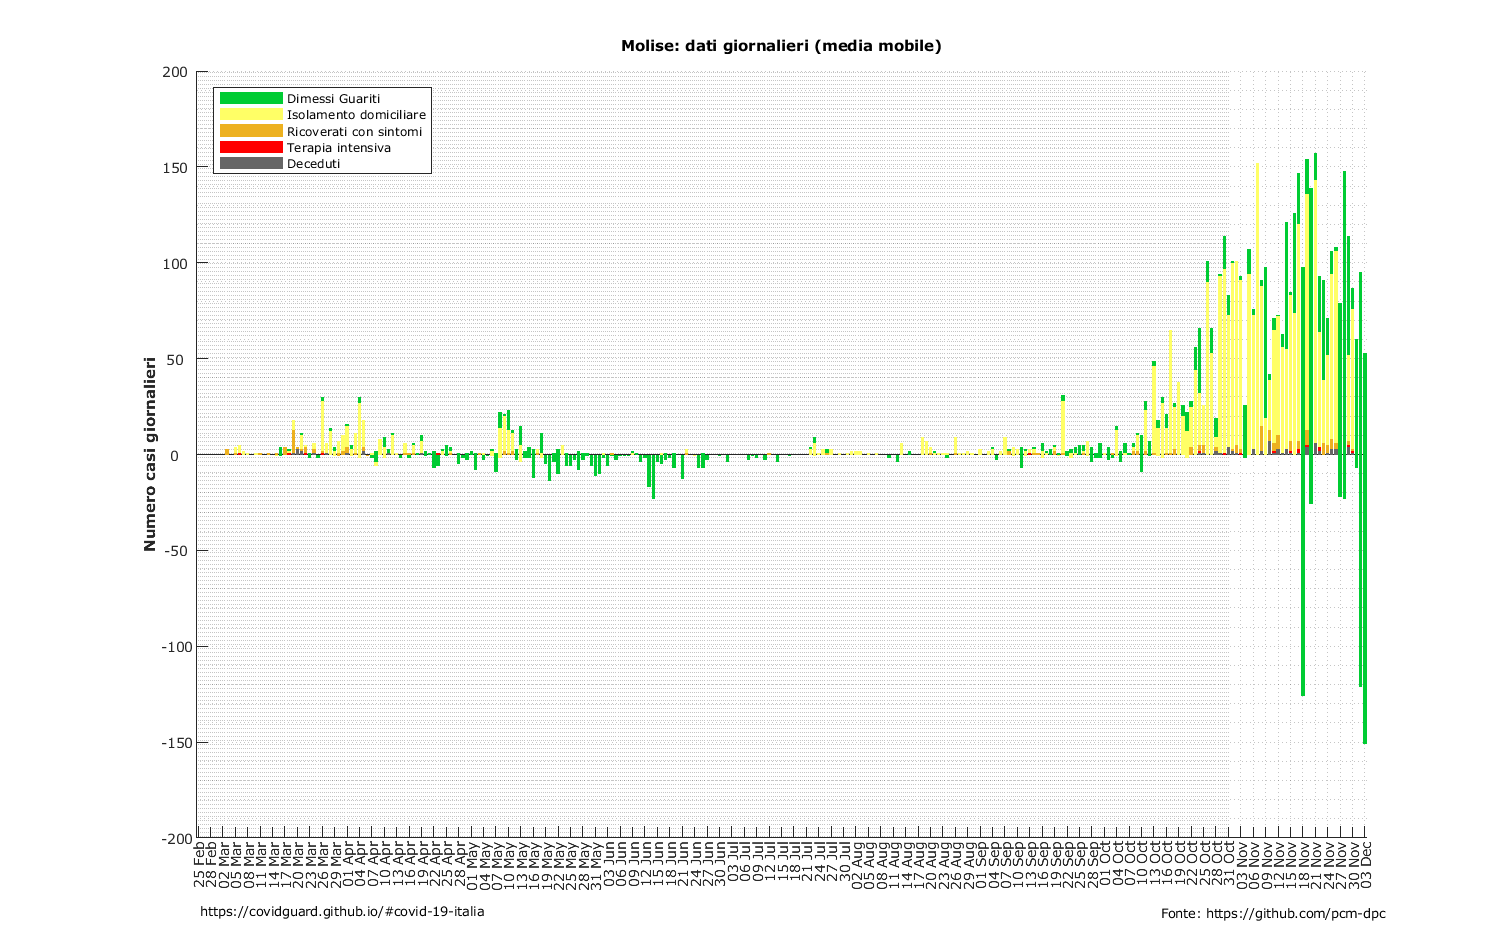 Molise: dati giornalieri (media mobile)
200
150
100
50
0
-50
-100
-150
-200
Numero casi giornalieri
Dimessi Guariti
Isolamento domiciliare
Ricoverati con sintomi
Terapia intensiva
Deceduti
25 Feb
28 Feb
02 Mar
05 Mar
08 Mar
11 Mar
14 Mar
17 Mar
20 Mar
23 Mar
26 Mar
29 Mar
01 Apr
04 Apr
07 Apr
10 Apr
13 Apr
16 Apr
19 Apr
22 Apr
25 Apr
28 Apr
01 May
04 May
07 May
10 May
13 May
16 May
19 May
22 May
25 May
28 May
31 May
03 Jun
06 Jun
09 Jun
12 Jun
15 Jun
18 Jun
21 Jun
24 Jun
27 Jun
30 Jun
03 Jul
06 Jul
09 Jul
12 Jul
15 Jul
18 Jul
21 Jul
24 Jul
27 Jul
30 Jul
02 Aug
05 Aug
08 Aug
11 Aug
14 Aug
17 Aug
20 Aug
23 Aug
26 Aug
29 Aug
01 Sep
04 Sep
07 Sep
10 Sep
13 Sep
16 Sep
19 Sep
22 Sep
25 Sep
28 Sep
01 Oct
04 Oct
07 Oct
10 Oct
13 Oct
16 Oct
19 Oct
22 Oct
25 Oct
28 Oct
31 Oct
03 Nov
06 Nov
09 Nov
12 Nov
15 Nov
18 Nov
21 Nov
24 Nov
27 Nov
30 Nov
03 Dec
https://covidguard.github.io/#covid-19-italia
Fonte: https://github.com/pcm-dpc